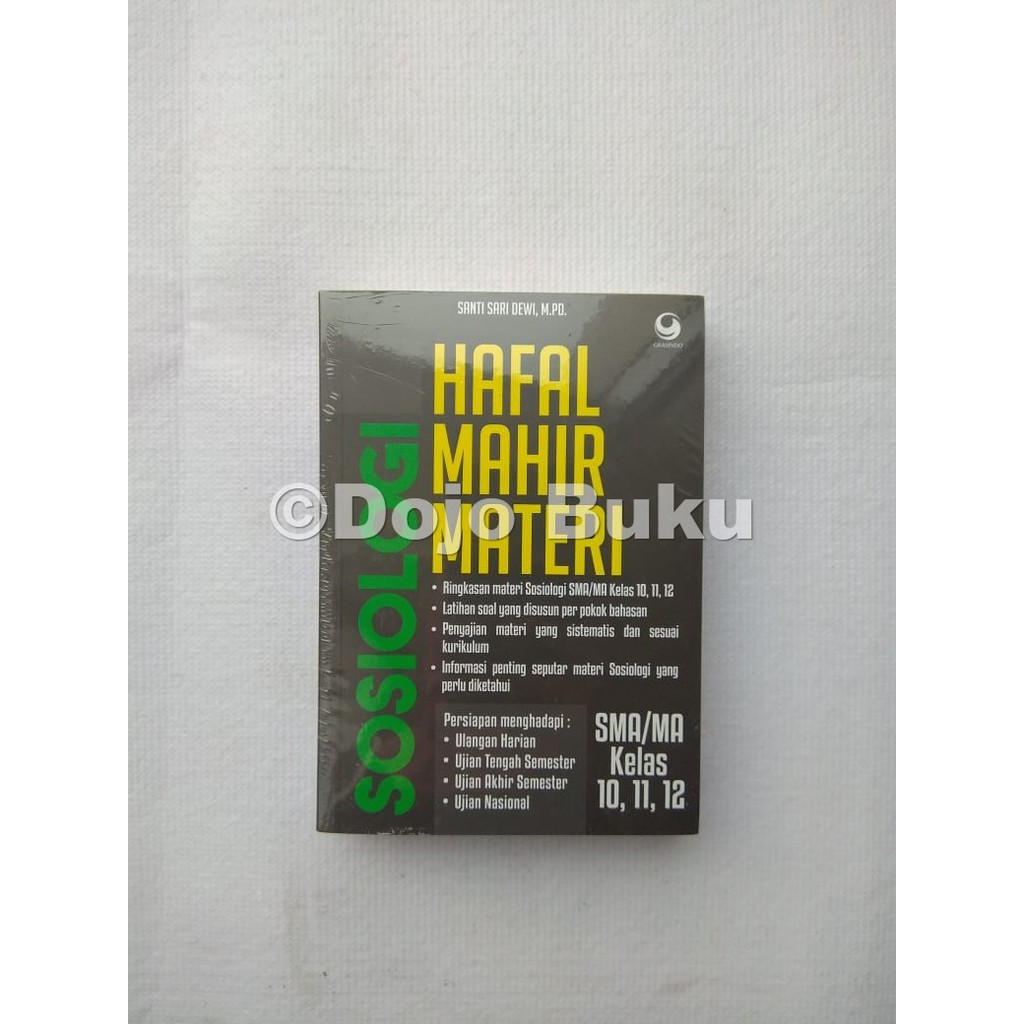 SANTI SARI DEWI, M.PD.
GRASINDO
SOSIOLOGI
HAFAL
MAHIR
MATERI
©Dojo Buku
• Ringkasan materi Sosiologi SMA/MA Kelas 10, 11, 12
• Latihan soal yang disusun per pokok bahasan
• Penyajian materi yang sistematis dan sesuai
kurikulum
• Informasi penting seputar materi Sosiologi yang
perlu diketahui
Persiapan menghadapi :
• Ulangan Harian
• Ujian Tengah Semester
• Ujian Akhir Semester
• Ujian Nasional
SMA/MA
Kelas
10, 11, 12